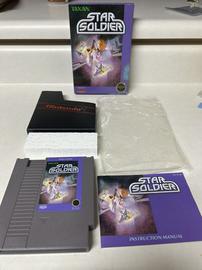 TAXAN
STAR
SOLDIER
Nintendo
STAR
SOLDIER
STAR
SOLDIER
INSTRUCTION MANUAL